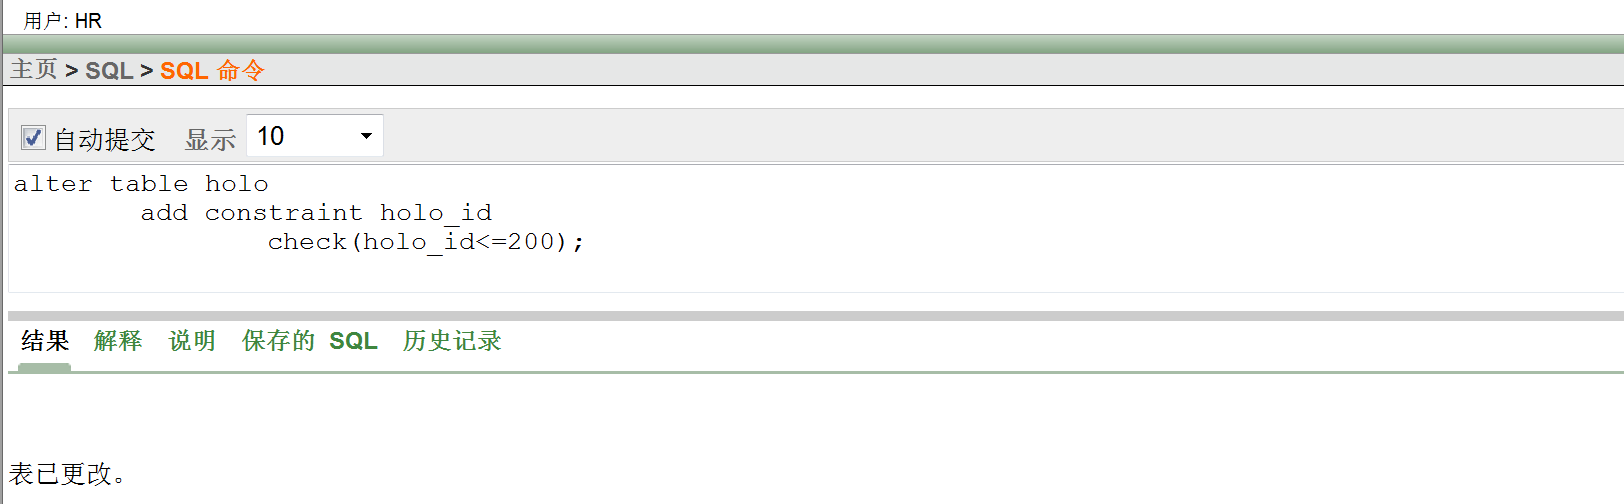 用户: HR
主页 > SQL > SQL 命令
自动提交 显示 10
alter table holo
add constraint holo_id
check(holo_id<=200);
结果 解释 说明 保存的 SQL 历史记录
表已更改。